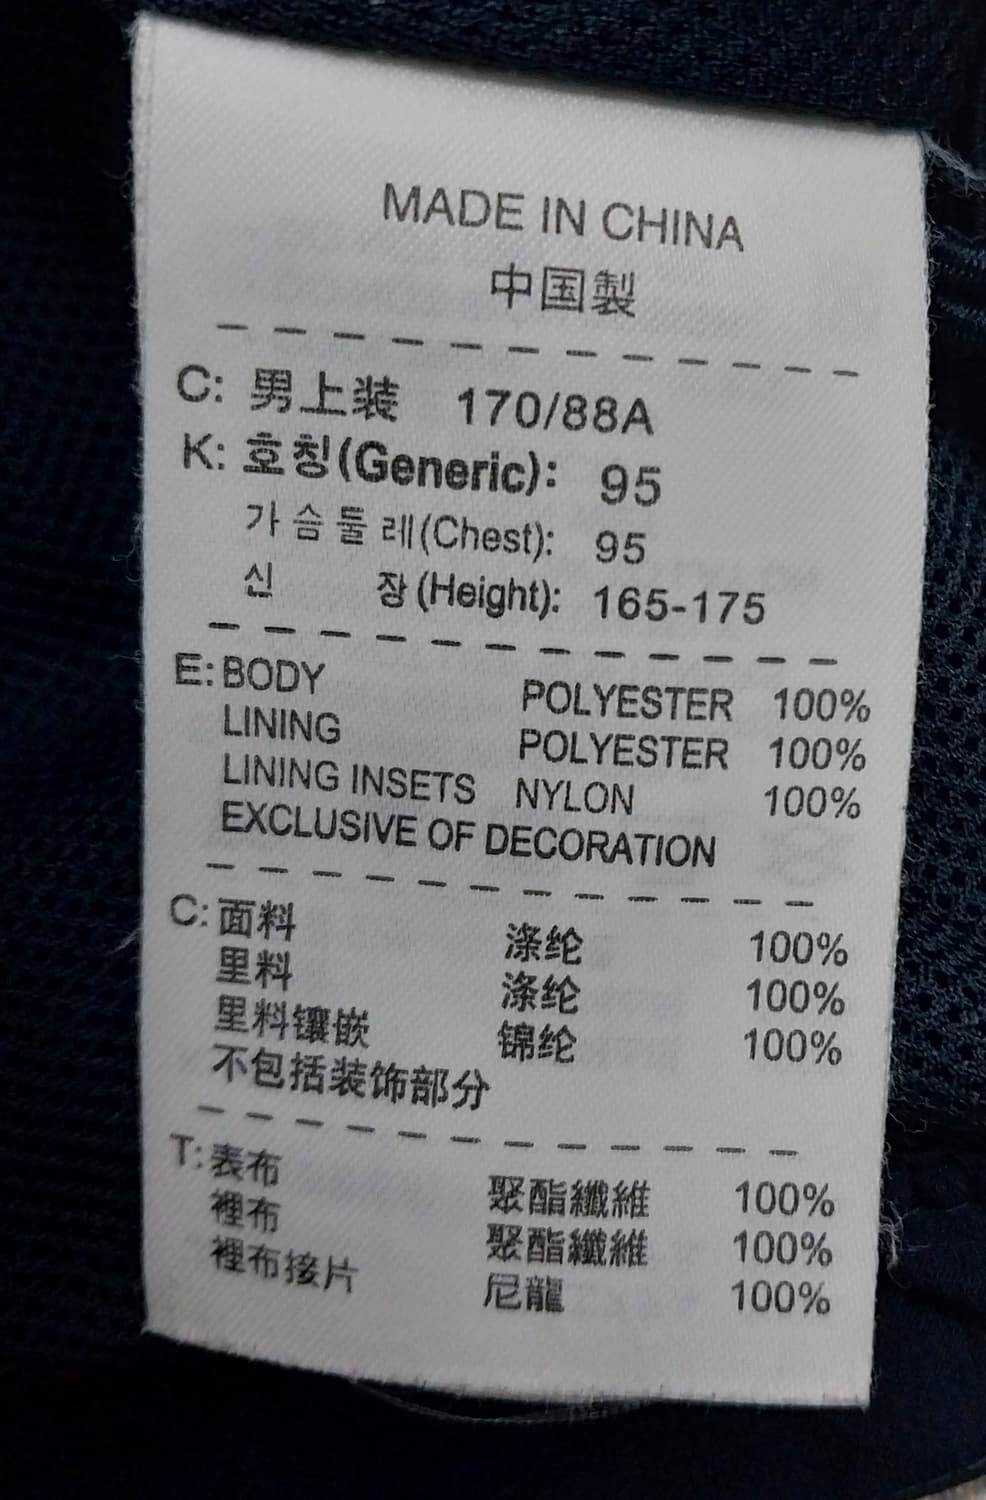 MADE IN CHINA
中国製
C: 男上装 170/88A
K: 호칭(Generic): 95
가슴둘레(Chest): 95
신 장(Height): 165-175
E: BODY POLYESTER 100%
LINING POLYESTER 100%
LINING INSETS NYLON 100%
EXCLUSIVE OF DECORATION
C: 面料 涤纶 100%
里料 涤纶 100%
里料镶嵌 锦纶 100%
不包括装饰部分
T: 表布 聚酯纖維 100%
裡布 聚酯纖維 100%
裡布接片 尼龍 100%